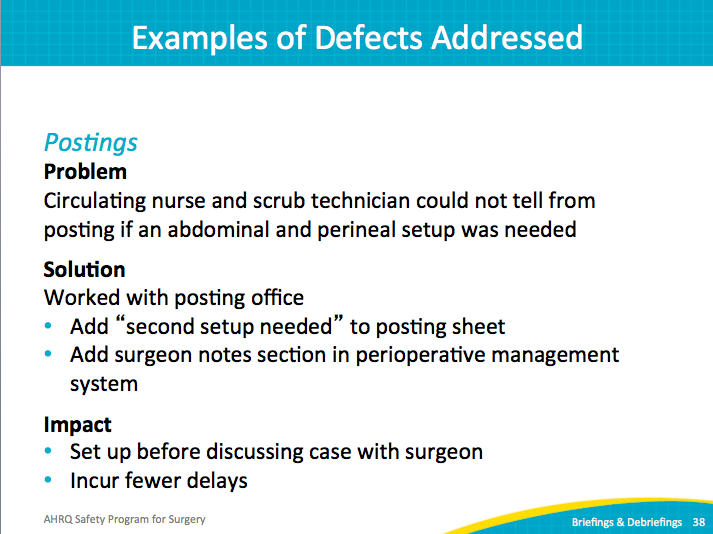 Examples of Defects Addressed
Postings
Problem
Circulating nurse and scrub technician could not tell from
posting if an abdominal and perineal setup was needed
Solution
Worked with posting office
• Add “second setup needed” to posting sheet
• Add surgeon notes section in perioperative management
system
Impact
• Set up before discussing case with surgeon
• Incur fewer delays
AHRQ Safety Program for Surgery
Briefings & Debriefings 38